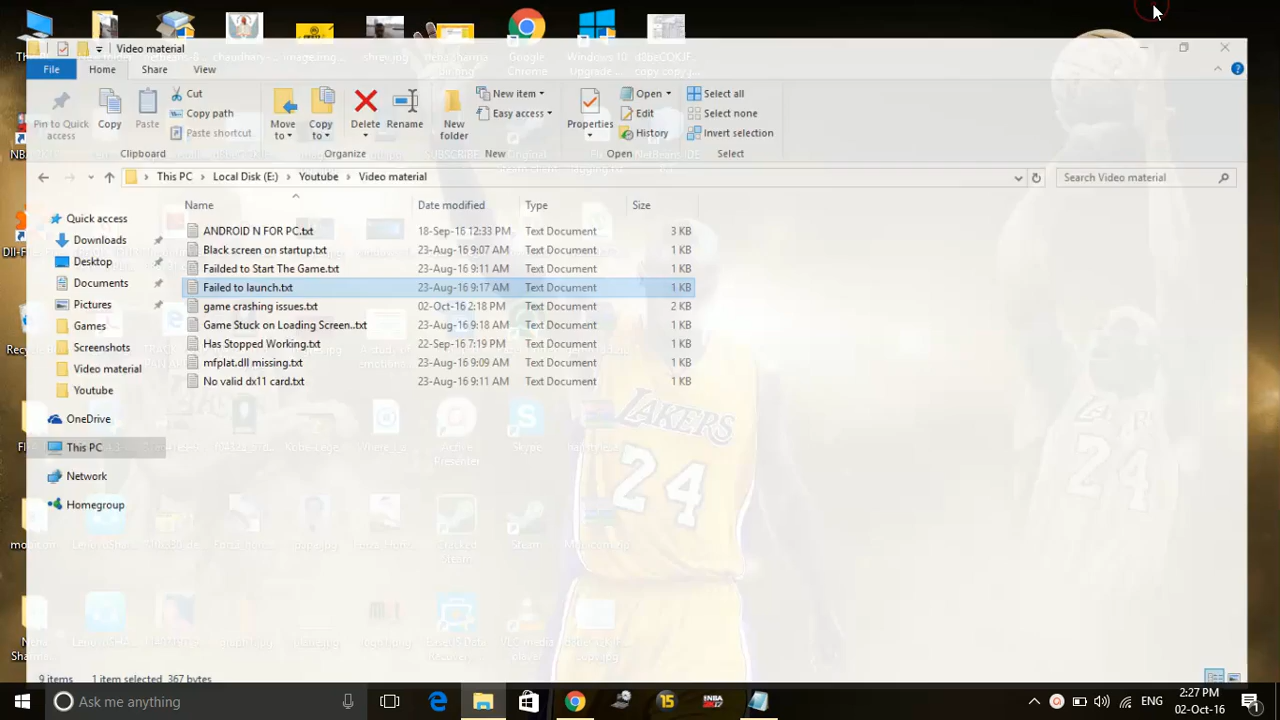 Video material
File Home Share View
Pin to Quick access
Copy
Paste
Cut
Copy path
Paste shortcut
Clipboard
Move to
Copy to
Delete
Rename
Organize
New folder
New item
Easy access
New
Properties
Open
Edit
History
Open
Select all
Select none
Invert selection
Select
This PC Local Disk (E:) Youtube Video material
Search Video material
Name Date modified Type Size
ANDROID N FOR PC.txt 18-Sep-16 12:33 PM Text Document 3 KB
Black screen on startup.txt 23-Aug-16 9:07 AM Text Document 1 KB
Failded to Start The Game.txt 23-Aug-16 9:11 AM Text Document 1 KB
Failed to launch.txt 23-Aug-16 9:17 AM Text Document 1 KB
game crashing issues.txt 02-Oct-16 2:18 PM Text Document 2 KB
Game Stuck on Loading Screen..txt 23-Aug-16 9:18 AM Text Document 1 KB
Has Stopped Working.txt 22-Sep-16 7:19 PM Text Document 1 KB
mfplat.dll missing.txt 23-Aug-16 9:09 AM Text Document 1 KB
No valid dx11 card.txt 23-Aug-16 9:11 AM Text Document 1 KB
Quick access
Downloads
Desktop
Documents
Pictures
Games
Screenshots
Video material
Youtube
OneDrive
This PC
Network
Homegroup
Google Chrome
Windows 10
Skype
Steam
LAKERS
24
24
9 items 1 item selected 367 bytes
Ask me anything
15
ENG
2:27 PM
02-Oct-16